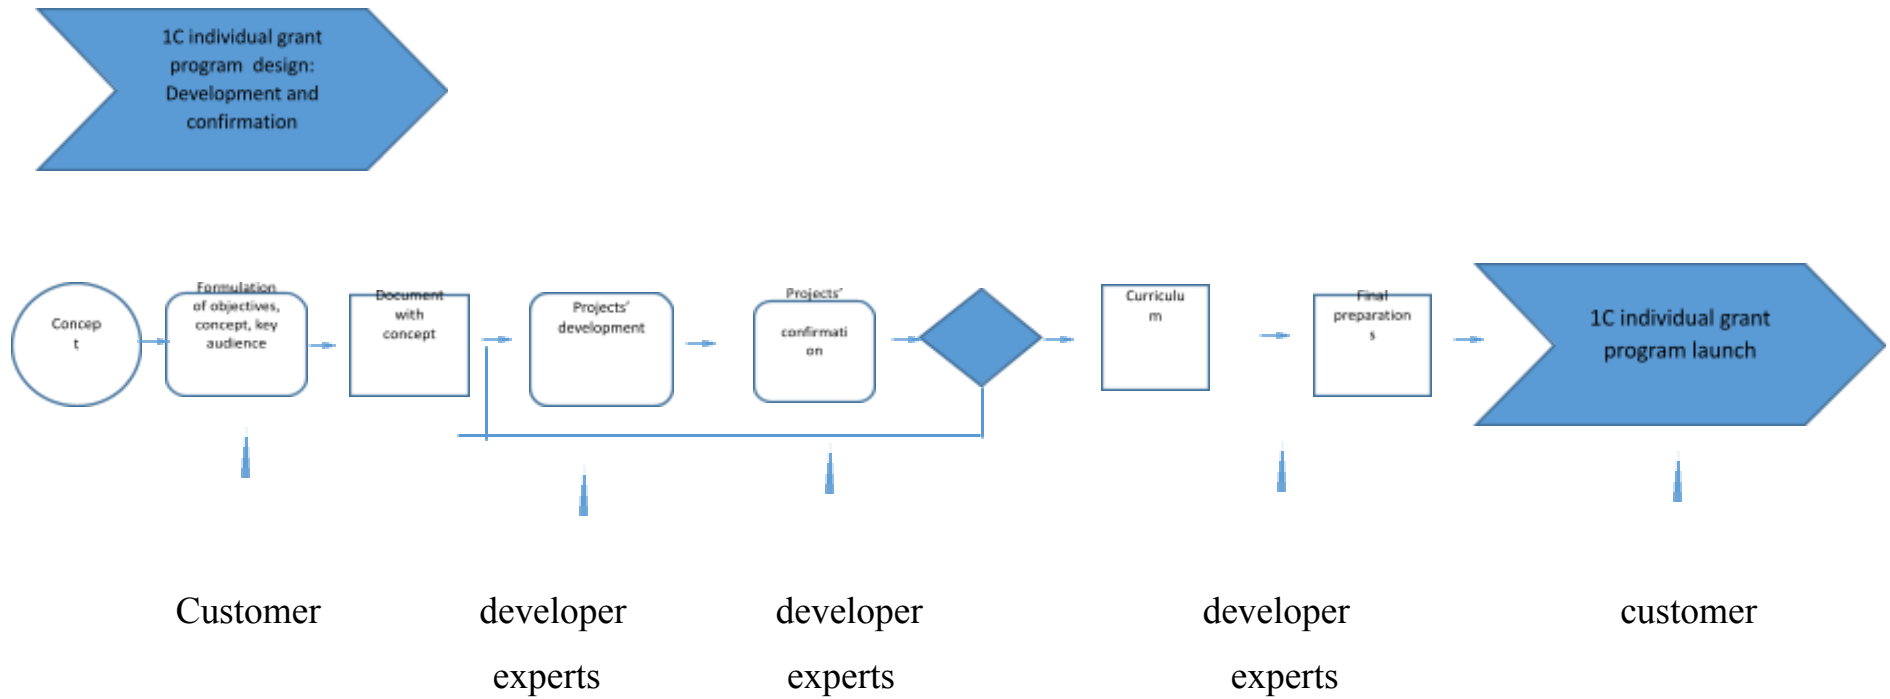 1C individual grant
program design:
Development and
confirmation
Concep
t
Formulation
of objectives,
concept, key
audience
Document
with
concept
Projects'
development
Projects'
confirmati
on
Curriculu
m
Final
preparation
s
1C individual grant
program launch
Customer
developer
experts
developer
experts
developer
experts
customer